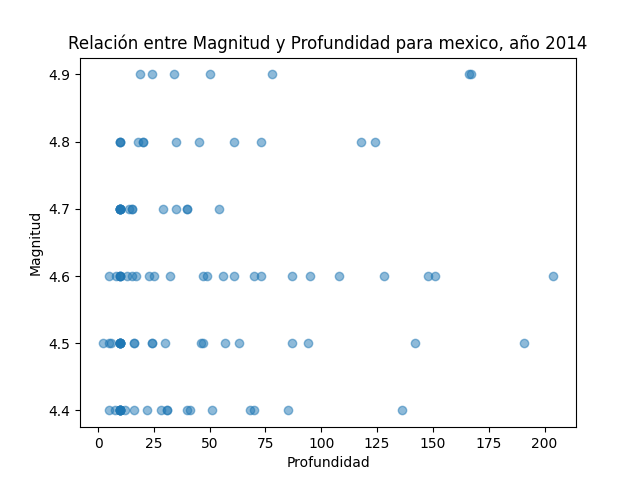 Relación entre Magnitud y Profundidad para mexico, año 2014
4.9
4.8
4.7
4.6
4.5
4.4
Magnitud
0 25 50 75 100 125 150 175 200
Profundidad